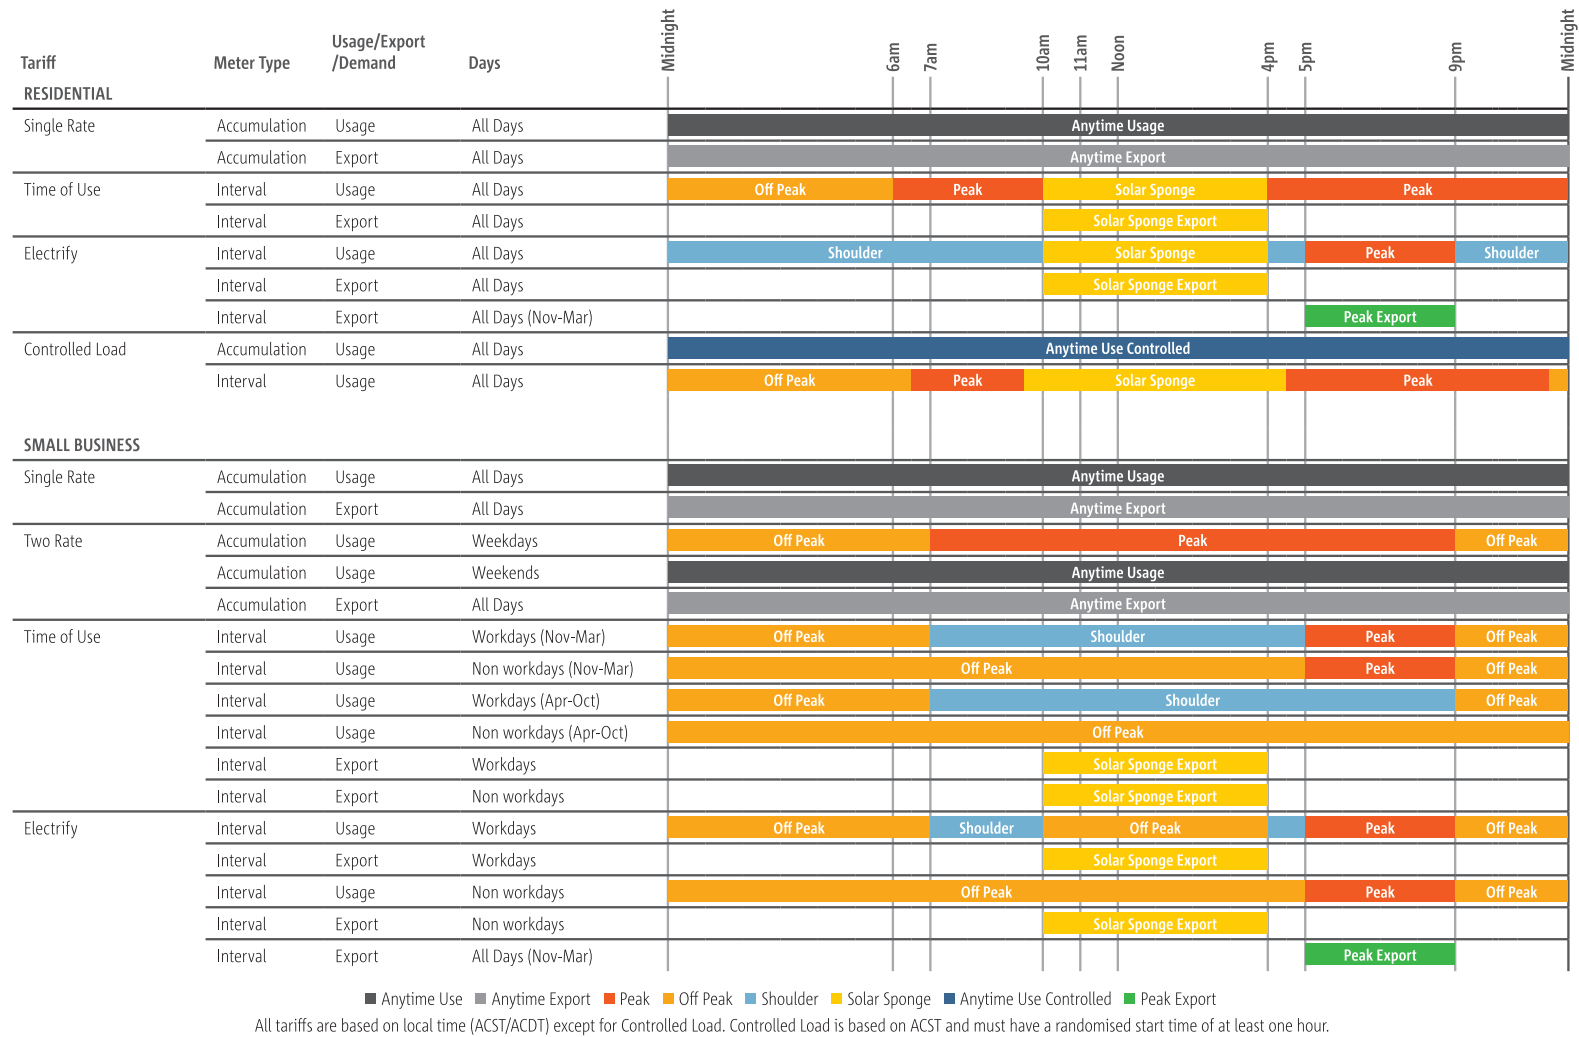 Tariff Meter Type Usage/Export /Demand Days Midnight 6am 7am 10am 11am Noon 4pm 5pm 9pm Midnight
RESIDENTIAL
Single Rate Accumulation Usage All Days Anytime Usage
Accumulation Export All Days Anytime Export
Time of Use Interval Usage All Days Off Peak Peak Solar Sponge Peak
Interval Export All Days Solar Sponge Export
Electrify Interval Usage All Days Shoulder Solar Sponge Peak Shoulder
Interval Export All Days Solar Sponge Export
Interval Export All Days (Nov-Mar) Peak Export
Controlled Load Accumulation Usage All Days Anytime Use Controlled
Interval Usage All Days Off Peak Peak Solar Sponge Peak
SMALL BUSINESS
Single Rate Accumulation Usage All Days Anytime Usage
Accumulation Export All Days Anytime Export
Two Rate Accumulation Usage Weekdays Off Peak Peak Off Peak
Accumulation Usage Weekends Anytime Usage
Accumulation Export All Days Anytime Export
Time of Use Interval Usage Workdays (Nov-Mar) Off Peak Shoulder Peak Off Peak
Interval Usage Non workdays (Nov-Mar) Off Peak Peak Off Peak
Interval Usage Workdays (Apr-Oct) Off Peak Shoulder Off Peak
Interval Usage Non workdays (Apr-Oct) Off Peak
Interval Export Workdays Solar Sponge Export
Interval Export Non workdays Solar Sponge Export
Electrify Interval Usage Workdays Off Peak Shoulder Off Peak Peak Off Peak
Interval Export Workdays Solar Sponge Export
Interval Usage Non workdays Off Peak Peak Off Peak
Interval Export Non workdays Solar Sponge Export
Interval Export All Days (Nov-Mar) Peak Export
Anytime Use Anytime Export Peak Off Peak Shoulder Solar Sponge Anytime Use Controlled Peak Export
All tariffs are based on local time (ACST/ACDT) except for Controlled Load. Controlled Load is based on ACST and must have a randomised start time of at least one hour.